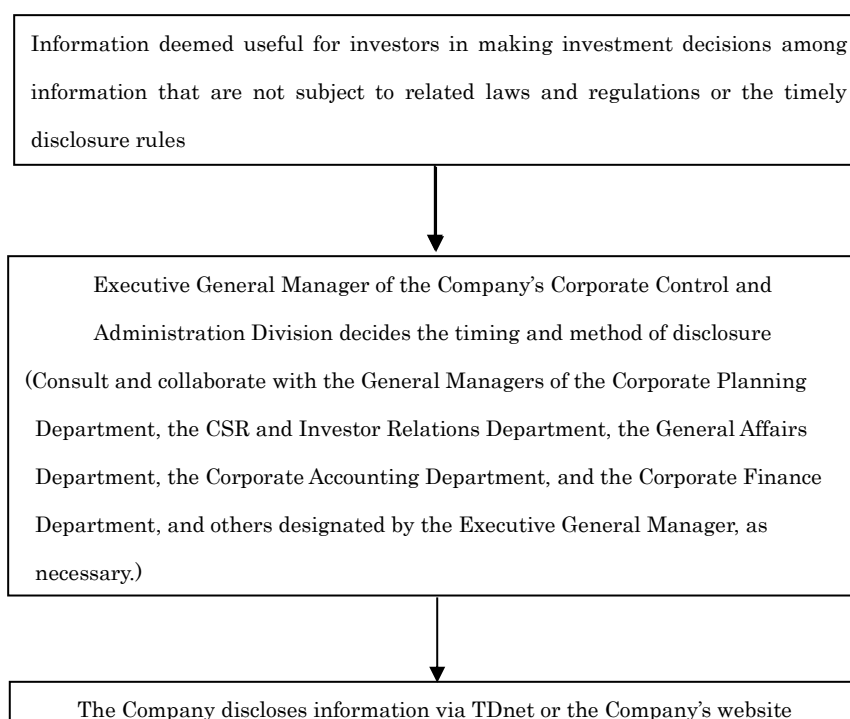 Information deemed useful for investors in making investment decisions among
information that are not subject to related laws and regulations or the timely
disclosure rules
Executive General Manager of the Company's Corporate Control and
Administration Division decides the timing and method of disclosure
(Consult and collaborate with the General Managers of the Corporate Planning
Department, the CSR and Investor Relations Department, the General Affairs
Department, the Corporate Accounting Department, and the Corporate Finance
Department, and others designated by the Executive General Manager, as
necessary.)
The Company discloses information via TDnet or the Company's website